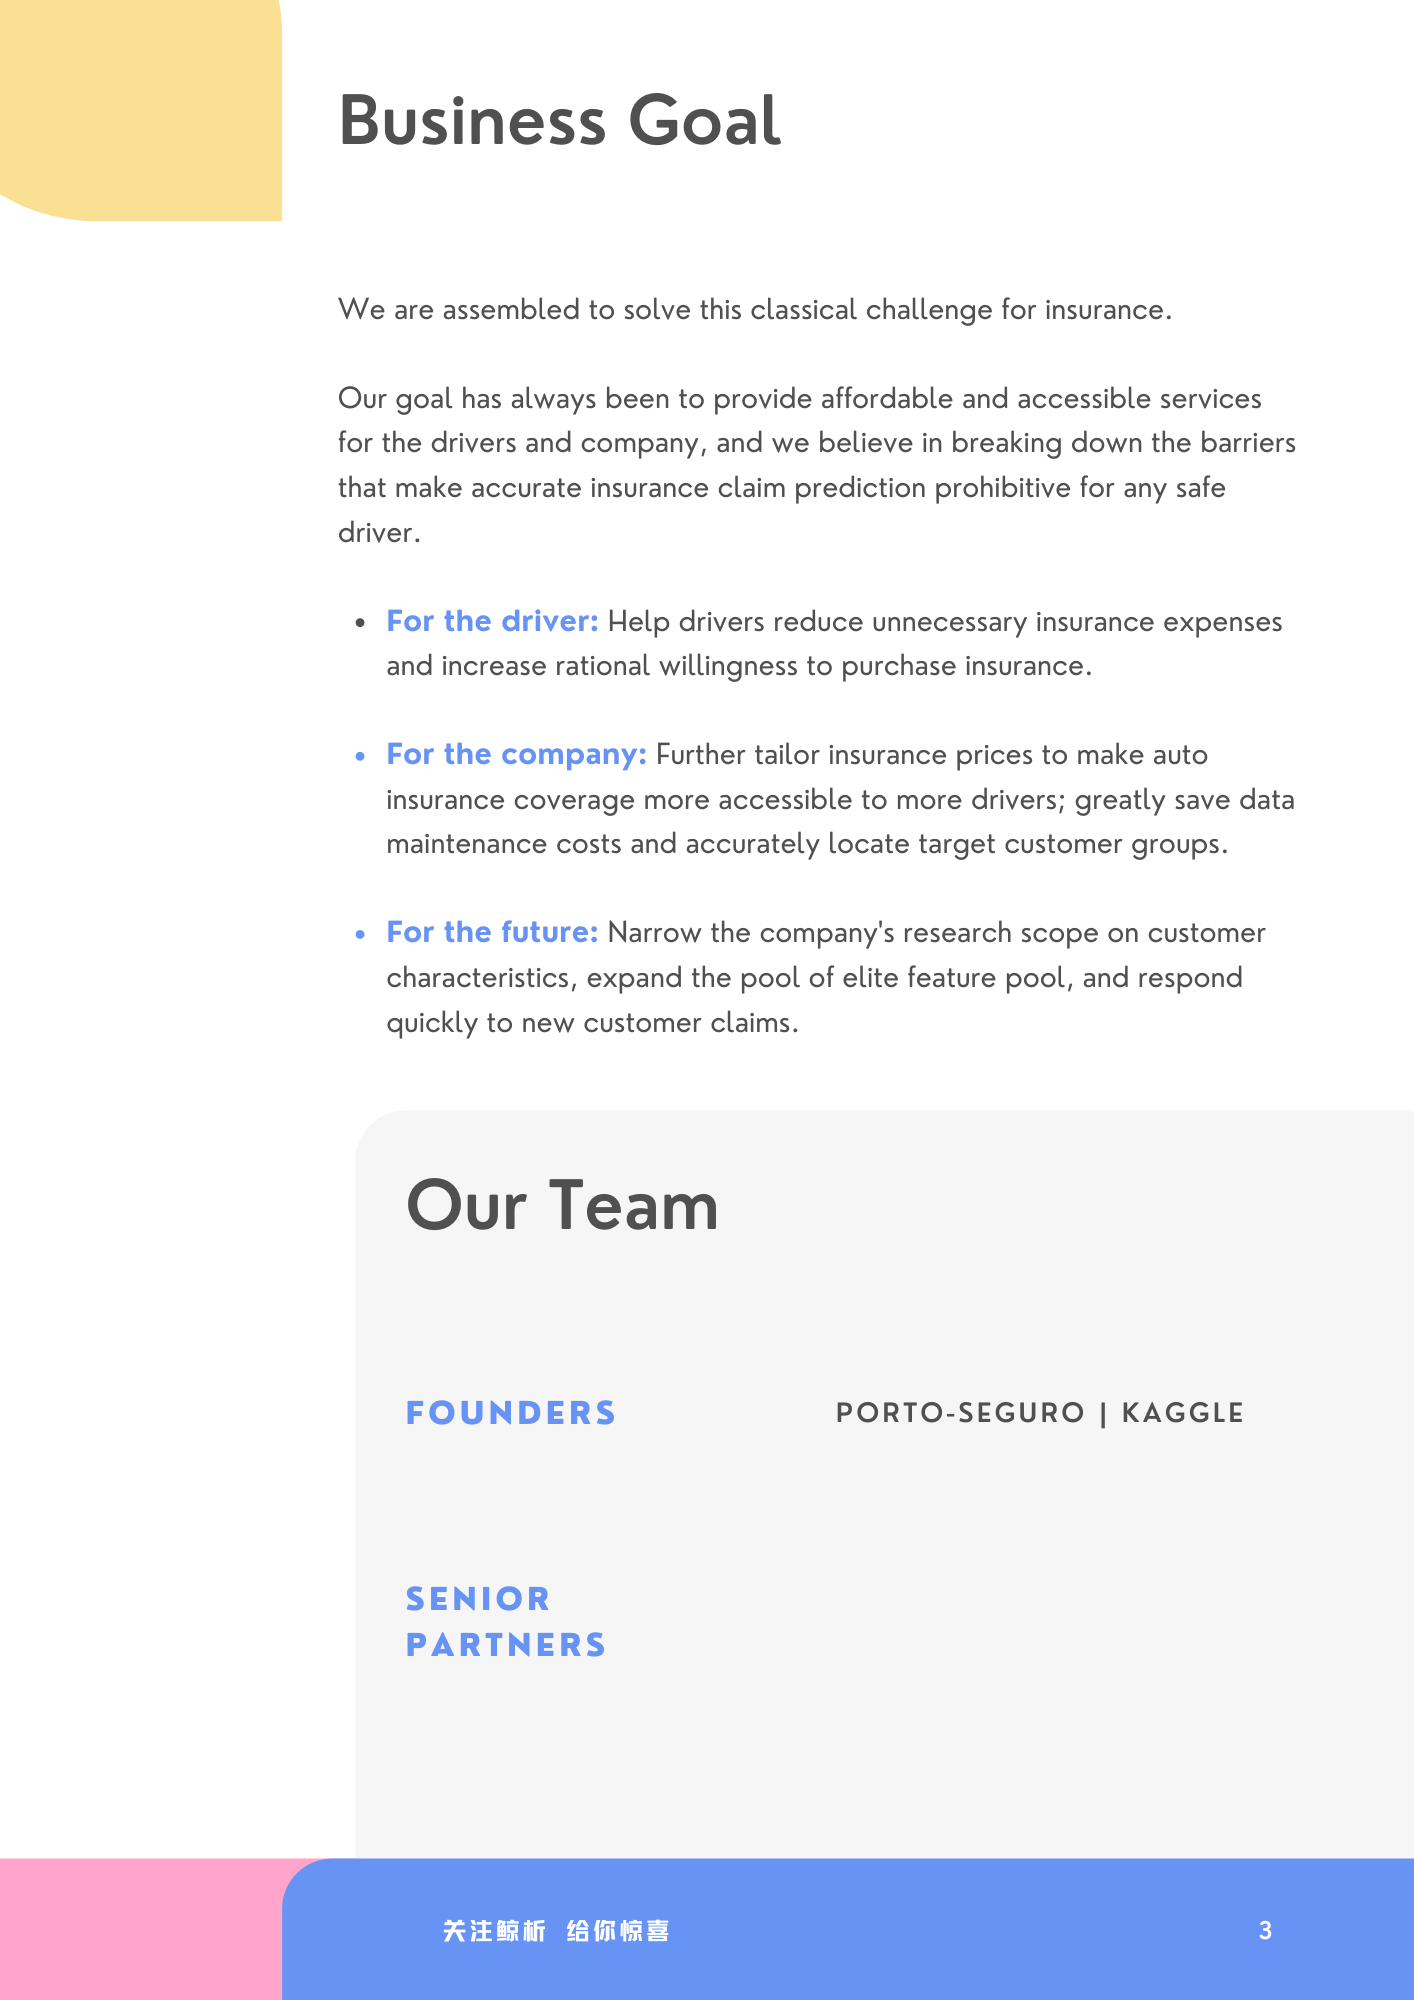 Business Goal
We are assembled to solve this classical challenge for insurance.
Our goal has always been to provide affordable and accessible services
for the drivers and company, and we believe in breaking down the barriers
that make accurate insurance claim prediction prohibitive for any safe
driver.
• For the driver: Help drivers reduce unnecessary insurance expenses
and increase rational willingness to purchase insurance.
• For the company: Further tailor insurance prices to make auto
insurance coverage more accessible to more drivers; greatly save data
maintenance costs and accurately locate target customer groups.
• For the future: Narrow the company's research scope on customer
characteristics, expand the pool of elite feature pool, and respond
quickly to new customer claims.
Our Team
FOUNDERS
PORTO-SEGURO | KAGGLE
SENIOR
PARTNERS
关注鲸析 给你惊喜
3